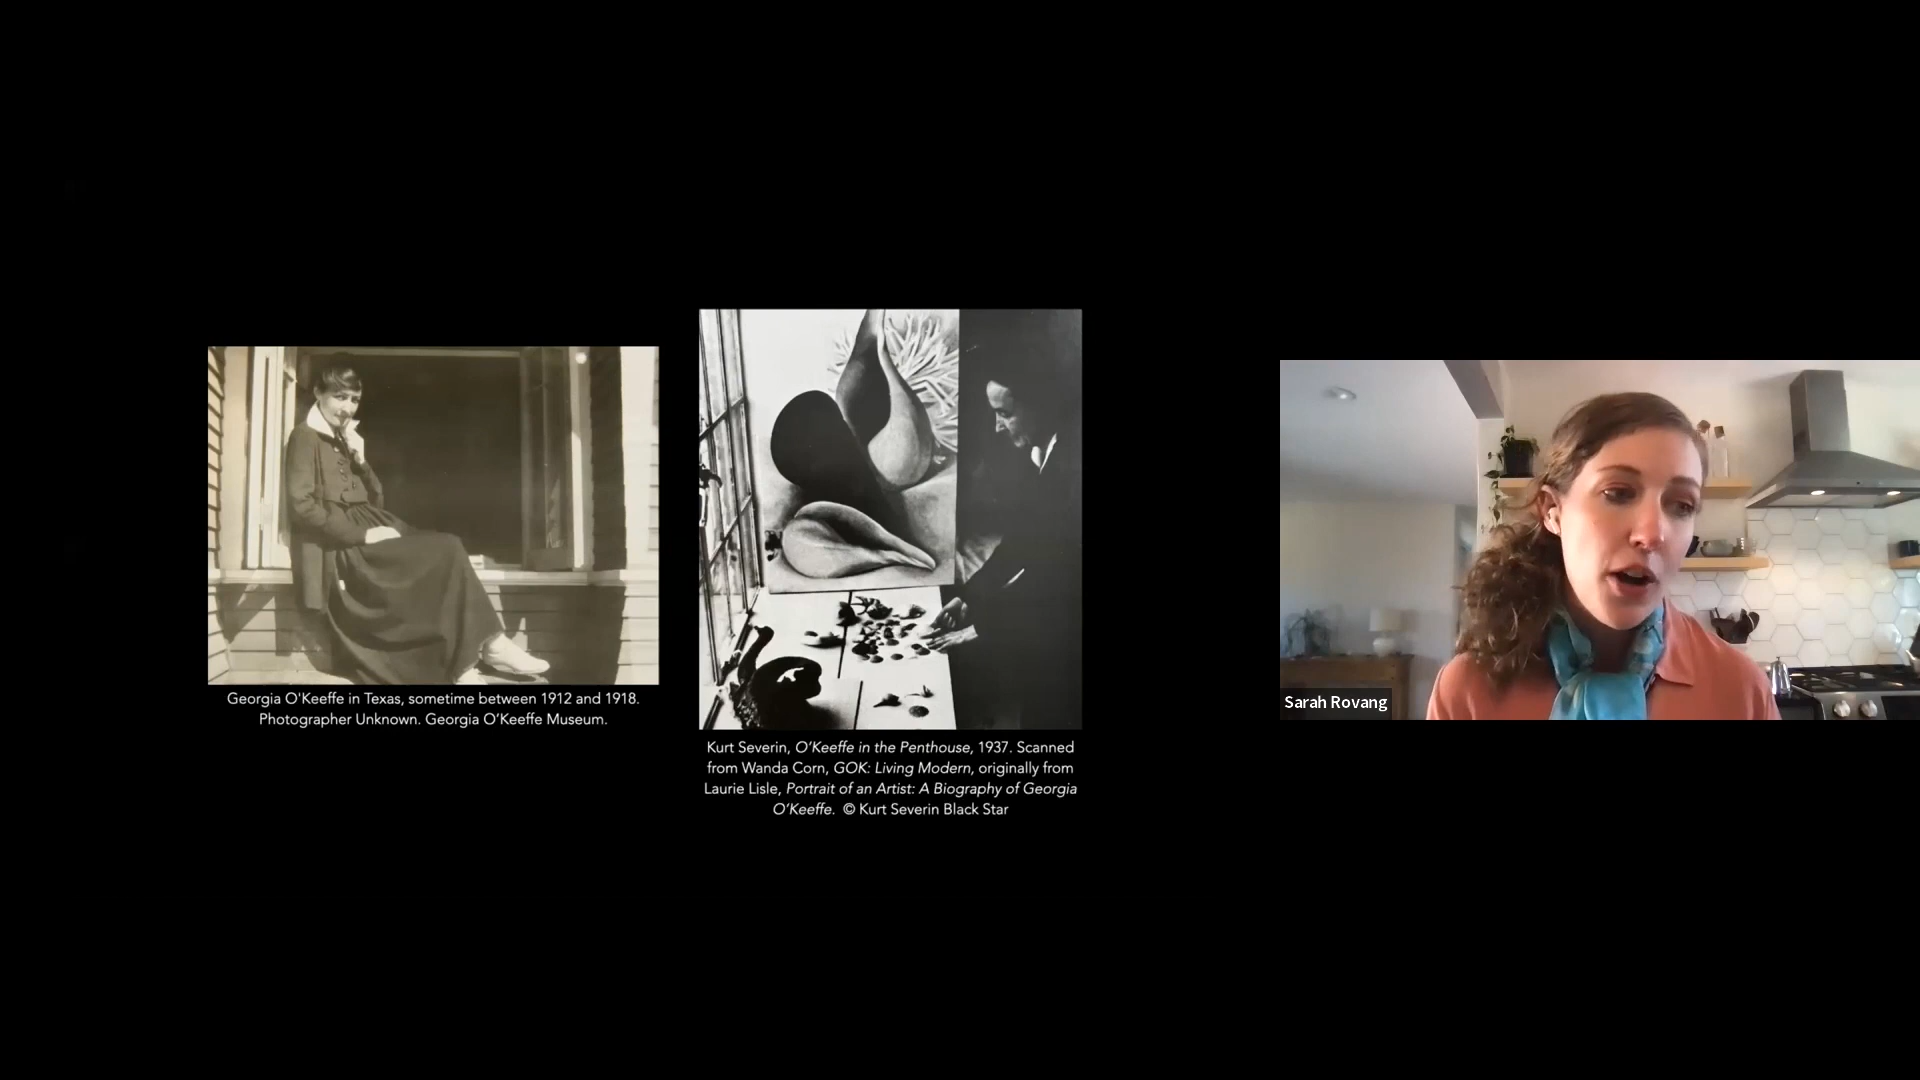 Georgia O'Keeffe in Texas, sometime between 1912 and 1918.
Photographer Unknown. Georgia O'Keeffe Museum.
Kurt Severin, O'Keeffe in the Penthouse, 1937. Scanned
from Wanda Corn, GOK: Living Modern, originally from
Laurie Lisle, Portrait of an Artist: A Biography of Georgia
O'Keeffe. © Kurt Severin Black Star
Sarah Rovang